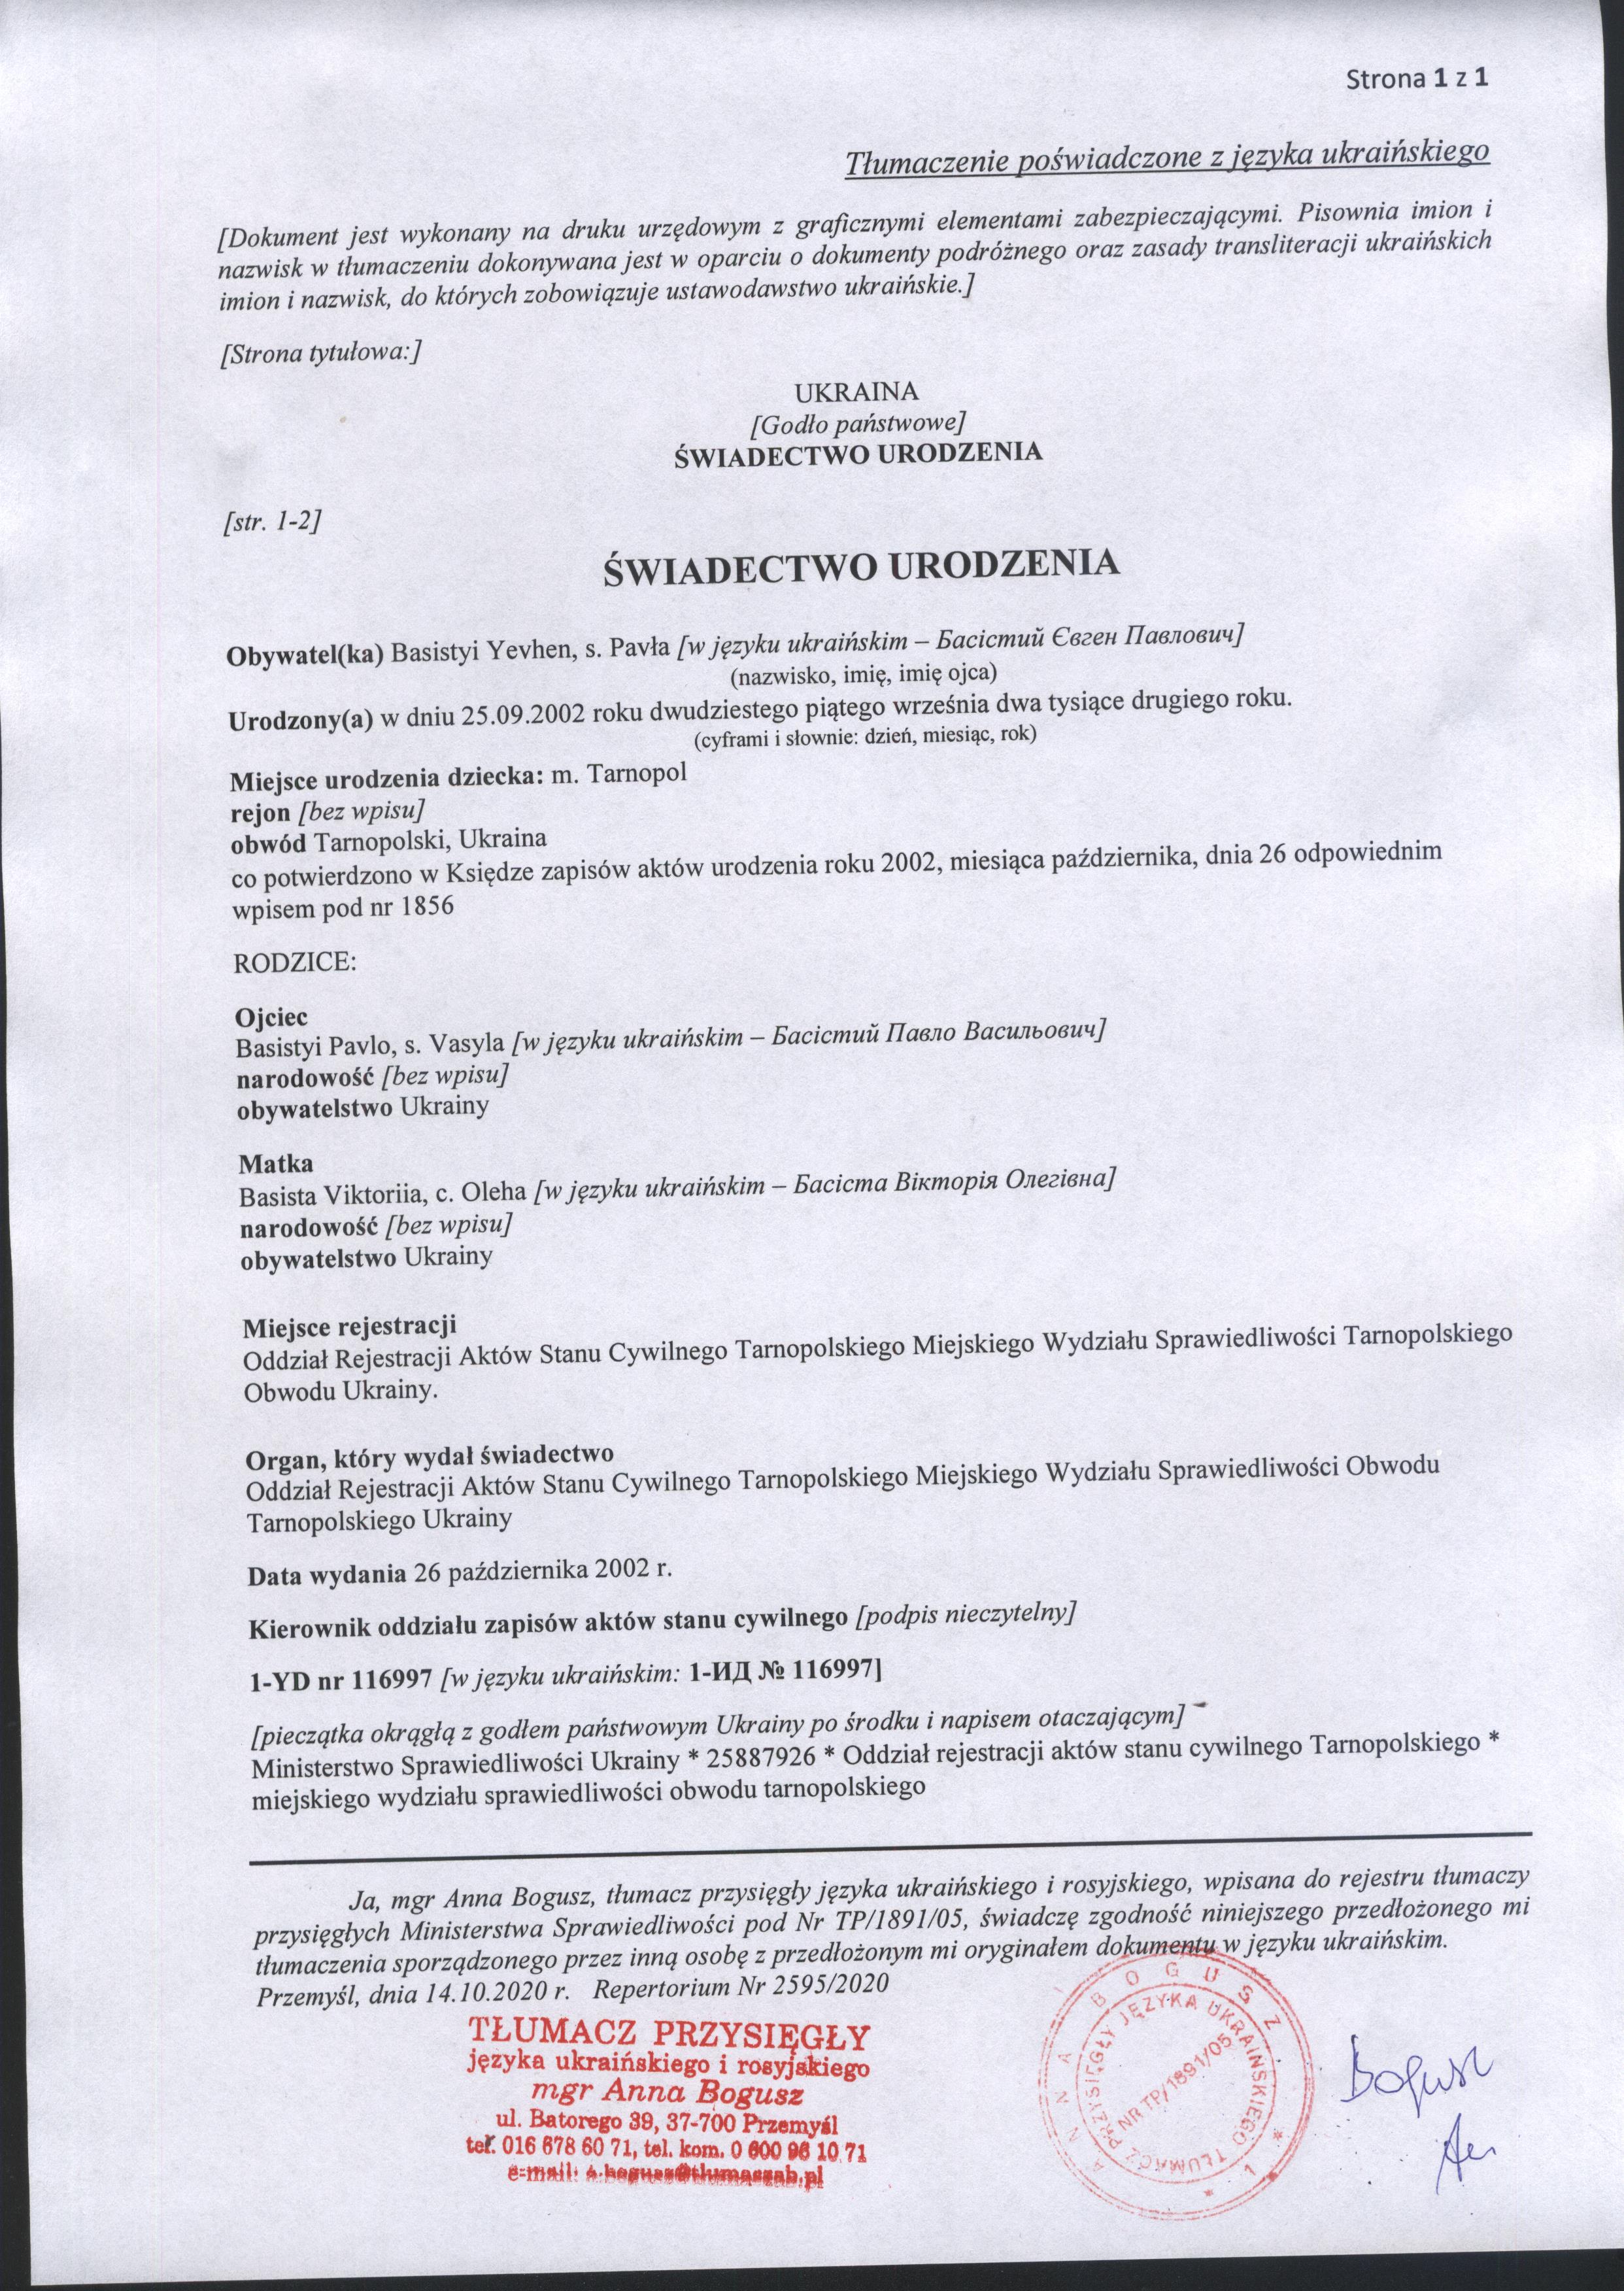 Strona 1 z 1
Tłumaczenie poświadczone z języka ukraińskiego
[Dokument jest wykonany na druku urzędowym z graficznymi elementami zabezpieczającymi. Pisownia imion i
nazwisk w tłumaczeniu dokonywana jest w oparciu o dokumenty podróżnego oraz zasady transliteracji ukraińskich
imion i nazwisk, do których zobowiązuje ustawodawstwo ukraińskie.]
[Strona tytułowa:]
UKRAINA
[Godło państwowe]
ŚWIADECTWO URODZENIA
[str. 1-2]
ŚWIADECTWO URODZENIA
Obywatel(ka) Basistyi Yevhen, s. Pavła [w języku ukraińskim – Басістий Євген Павлович]
(nazwisko, imię, imię ojca)
Urodzony(a) w dniu 25.09.2002 roku dwudziestego piątego września dwa tysiące drugiego roku.
(cyframi i słownie: dzień, miesiąc, rok)
Miejsce urodzenia dziecka: m. Tarnopol
rejon [bez wpisu]
obwód Tarnopolski, Ukraina
co potwierdzono w Księdze zapisów aktów urodzenia roku 2002, miesiąca października, dnia 26 odpowiednim
wpisem pod nr 1856
RODZICE:
Ojciec
Basistyi Pavlo, s. Vasyla [w języku ukraińskim – Басістий Павло Васильович]
narodowość [bez wpisu]
obywatelstwo Ukrainy
Matka
Basista Viktoriia, c. Oleha [w języku ukraińskim – Басіста Вікторія Олегівна]
narodowość [bez wpisu]
obywatelstwo Ukrainy
Miejsce rejestracji
Oddział Rejestracji Aktów Stanu Cywilnego Tarnopolskiego Miejskiego Wydziału Sprawiedliwości Tarnopolskiego
Obwodu Ukrainy.
Organ, który wydał świadectwo
Oddział Rejestracji Aktów Stanu Cywilnego Tarnopolskiego Miejskiego Wydziału Sprawiedliwości Obwodu
Tarnopolskiego Ukrainy
Data wydania 26 października 2002 r.
Kierownik oddziału zapisów aktów stanu cywilnego [podpis nieczytelny]
1-YD nr 116997 [w języku ukraińskim: 1-ИД № 116997]
[pieczątka okrągłą z godłem państwowym Ukrainy po środku i napisem otaczającym]
Ministerstwo Sprawiedliwości Ukrainy * 25887926 * Oddział rejestracji aktów stanu cywilnego Tarnopolskiego *
miejskiego wydziału sprawiedliwości obwodu tarnopolskiego
Ja, mgr Anna Bogusz, tłumacz przysięgły języka ukraińskiego i rosyjskiego, wpisana do rejestru tłumaczy
przysięgłych Ministerstwa Sprawiedliwości pod Nr TP/1891/05, świadczę zgodność niniejszego przedłożonego mi
tłumaczenia sporządzonego przez inną osobę z przedłożonym mi oryginałem dokumentu w języku ukraińskim.
Przemyśl, dnia 14.10.2020 r. Repertorium Nr 2595/2020
TŁUMACZ PRZYSIĘGŁY
języka ukraińskiego i rosyjskiego
mgr Anna Bogusz
ul. Batorego 39, 37-700 Przemyśl
tel. 016 678 60 71, tel. kom. 0 600 96 10 71
e-mail: a.bogusz@tlumaczab.pl
ANNA BOGUSZ * 1 *
TŁUMACZ PRZYSIĘGŁY JĘZYKA UKRAIŃSKIEGO
NR TP/1891/05
Bogusz